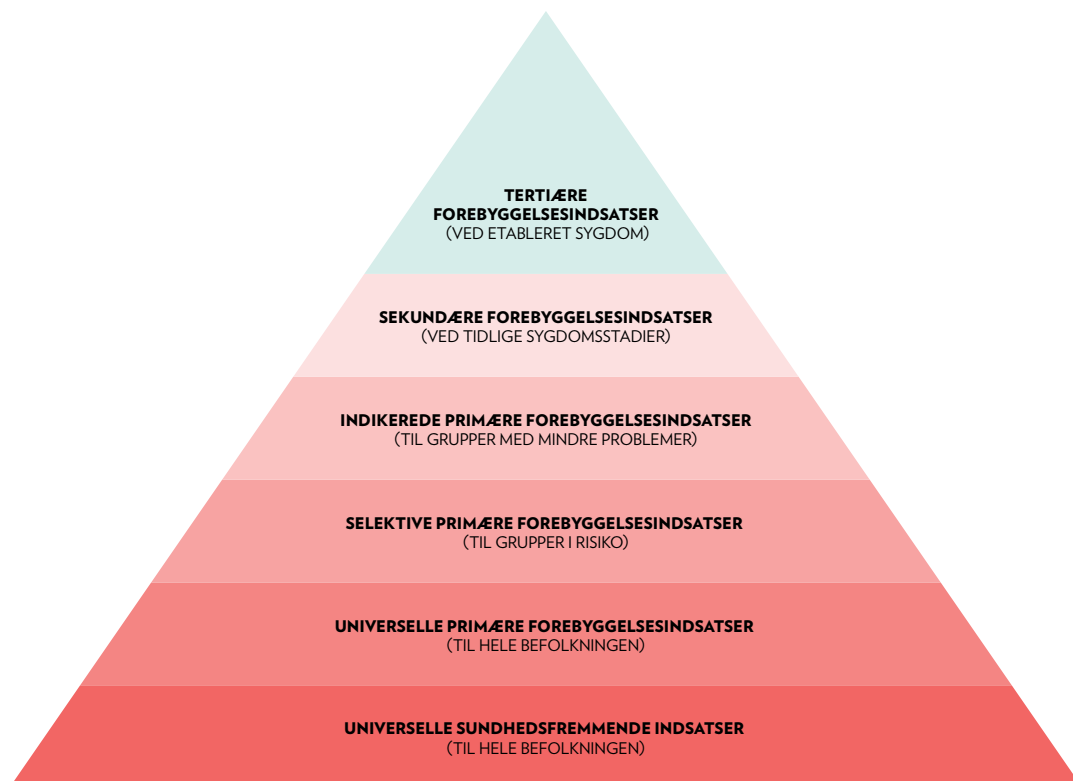 TERTIÆRE
FOREBYGGELSESINDSATSER
(VED ETABLERET SYGDOM)
SEKUNDÆRE FOREBYGGELSESINDSATSER
(VED TIDLIGE SYGDOMSSTADIER)
INDIKEREDE PRIMÆRE FOREBYGGELSESINDSATSER
(TIL GRUPPER MED MINDRE PROBLEMER)
SELEKTIVE PRIMÆRE FOREBYGGELSESINDSATSER
(TIL GRUPPER I RISIKO)
UNIVERSELLE PRIMÆRE FOREBYGGELSESINDSATSER
(TIL HELE BEFOLKNINGEN)
UNIVERSELLE SUNDHEDSFREMMENDE INDSATSER
(TIL HELE BEFOLKNINGEN)